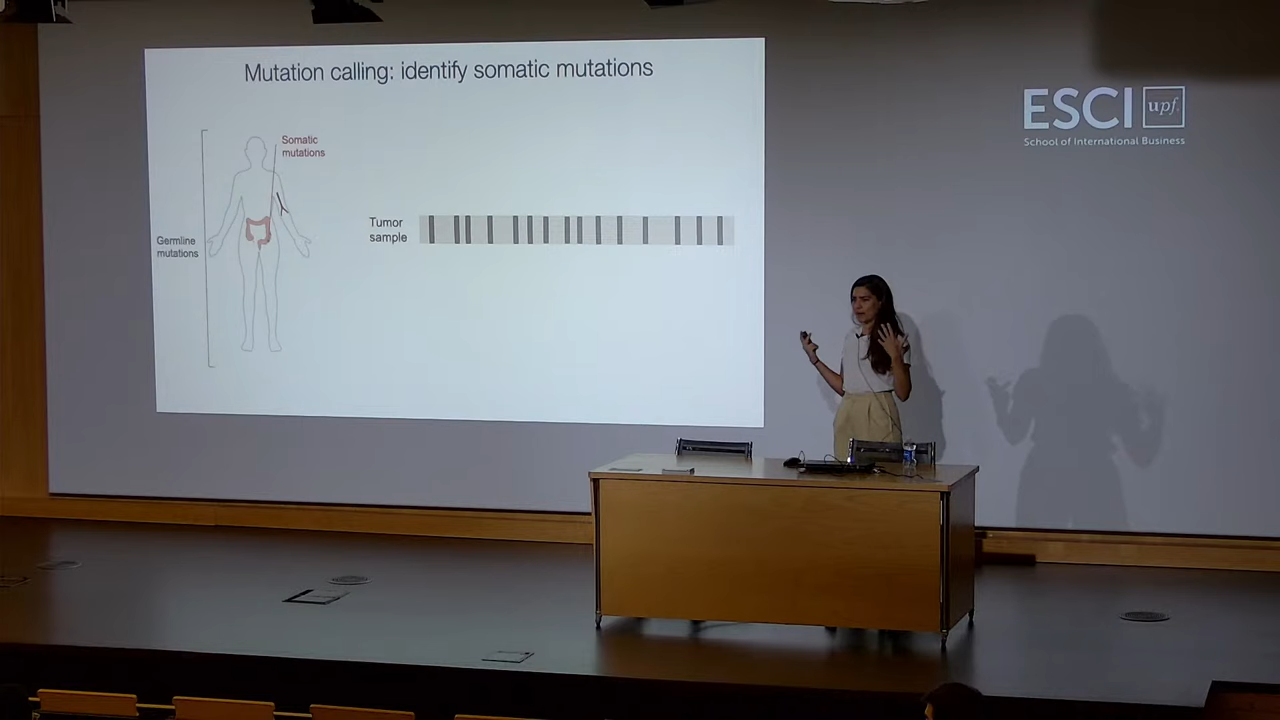 Mutation calling: identify somatic mutations
Somatic
mutations
Germline
mutations
Tumor
sample
ESCI upf.
School of International Business